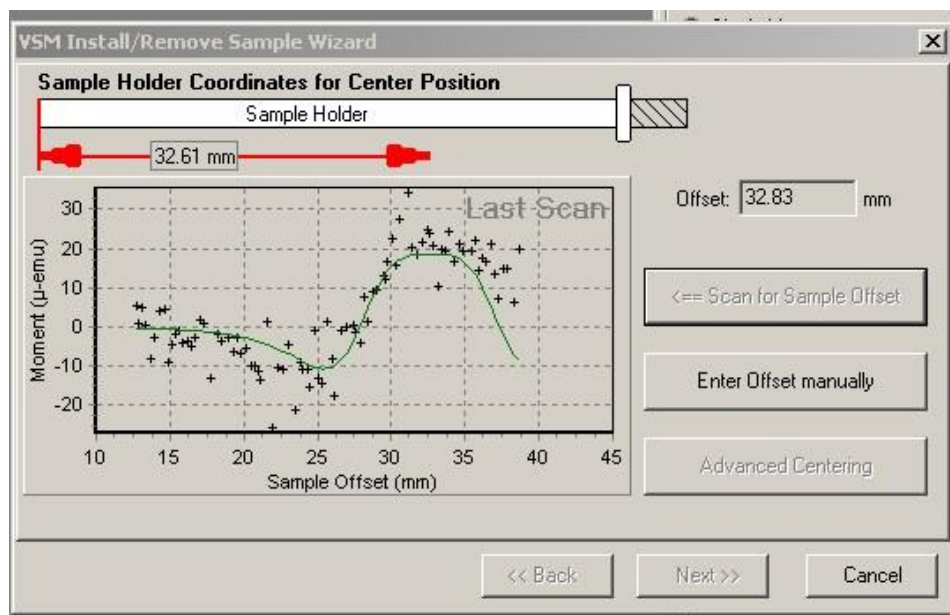 VSM Install/Remove Sample Wizard
Sample Holder Coordinates for Center Position
Sample Holder
32.61 mm
Last Scan
30
20
10
0
-10
-20
Moment (μ-emu)
10 15 20 25 30 35 40 45
Sample Offset (mm)
Offset: 32.83 mm
<== Scan for Sample Offset
Enter Offset manually
Advanced Centering
<< Back Next >> Cancel